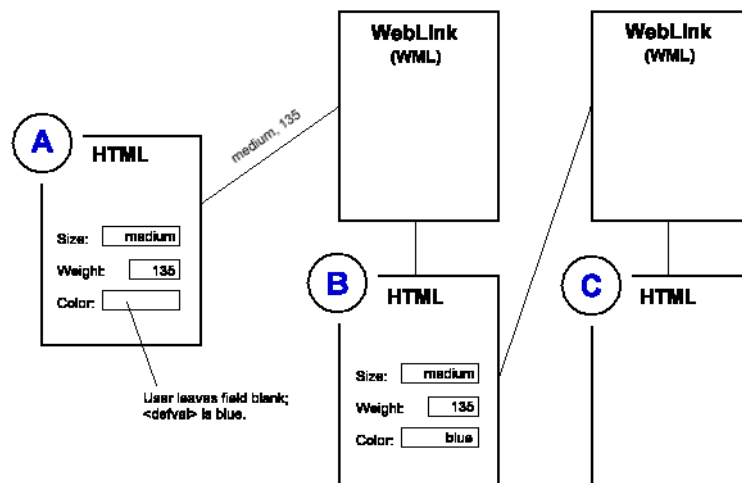 WebLink
(WML)
WebLink
(WML)
A
HTML
medium, 135
Size: medium
Weight: 135
Color:
User leaves field blank;
<defval> is blue.
B
HTML
Size: medium
Weight: 135
Color: blue
C
HTML